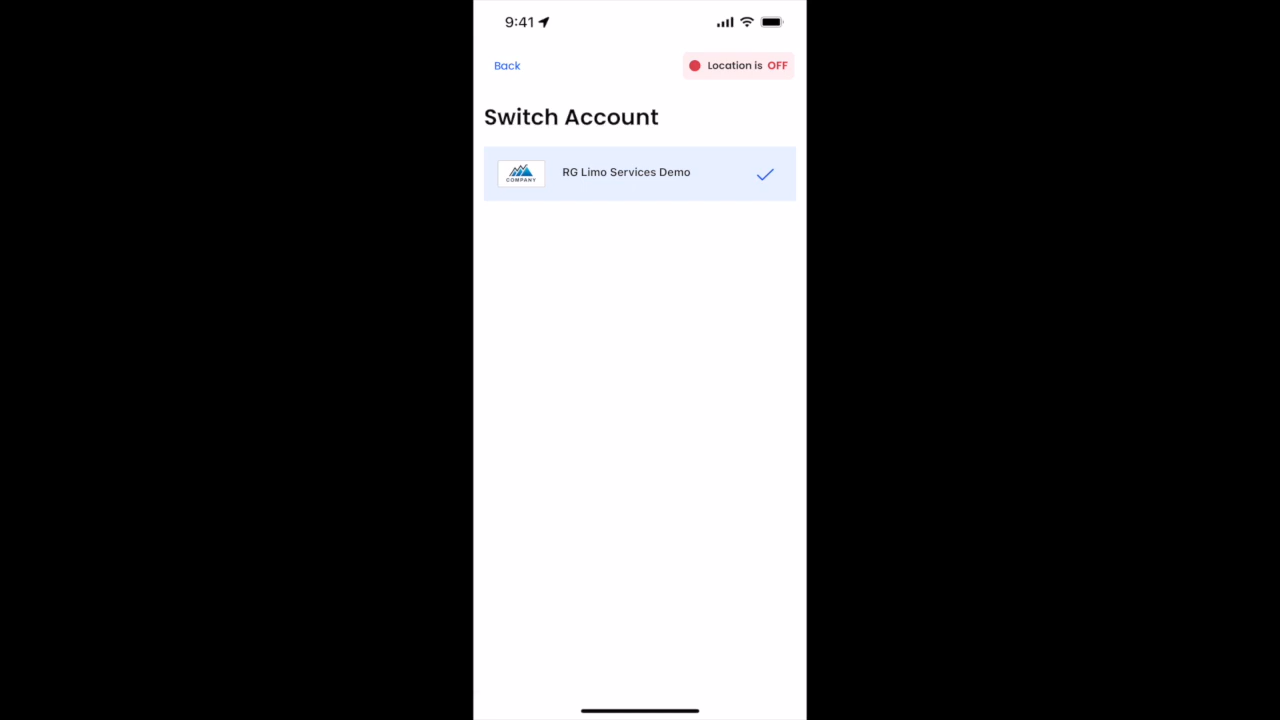 9:41
Back
Location is OFF
Switch Account
COMPANY
RG Limo Services Demo